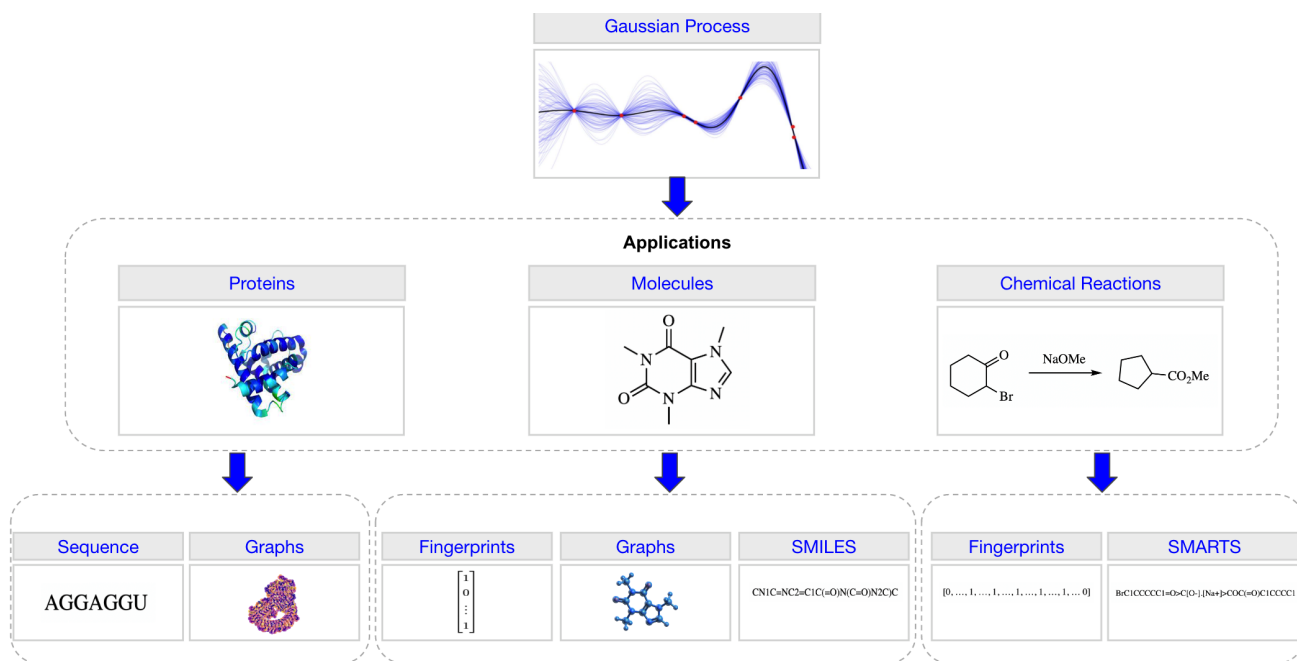 Gaussian Process
Applications
Proteins
Molecules
Chemical Reactions
O
N
N
O
N
N
O
Br
NaOMe
CO₂Me
Sequence
Graphs
Fingerprints
Graphs
SMILES
Fingerprints
SMARTS
AGGAGGU
1
0
⋮
1
CN1C=NC2=C1C(=O)N(C=O)N2C)C
[0, ..., 1, ..., 1, ..., 1, ..., 1, ..., 1, ... 0]
BrC1CCCCC1=O>C[O-].[Na+]>COC(=O)C1CCCC1